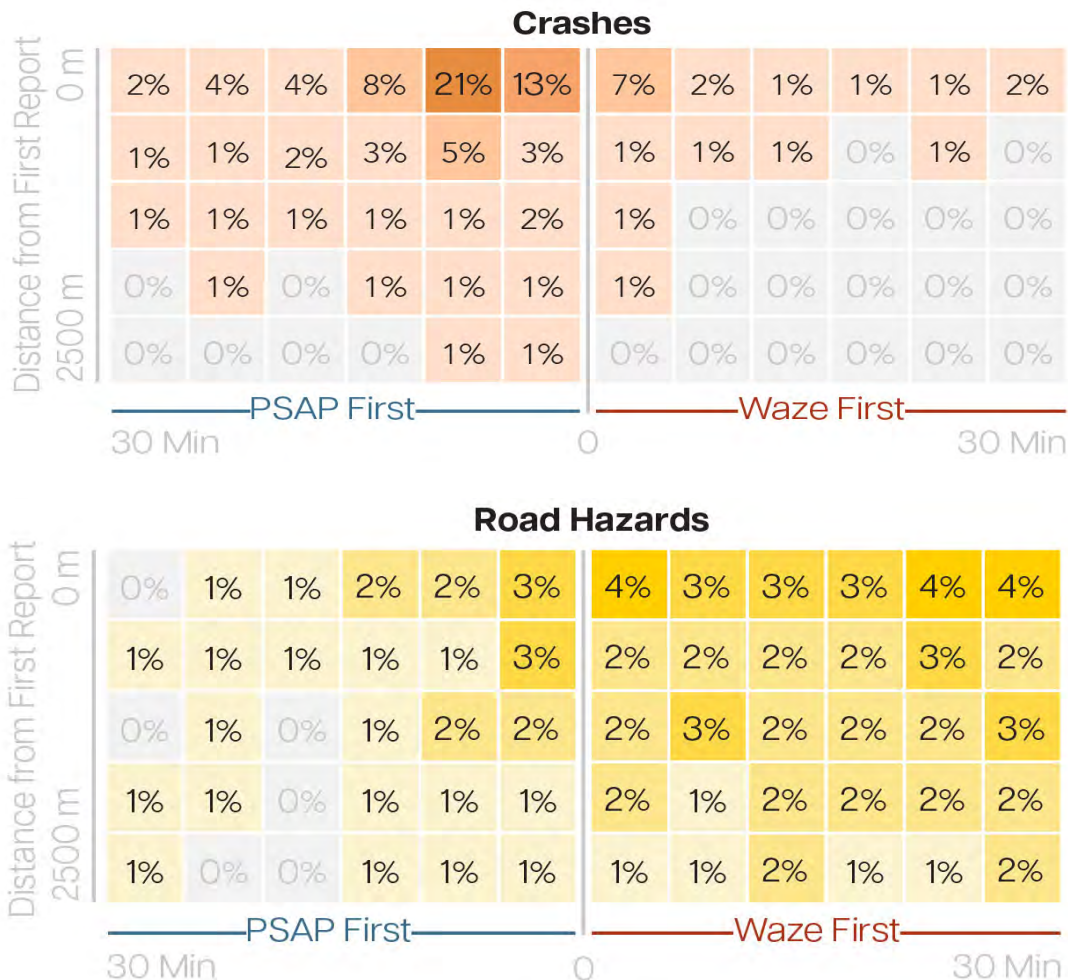 Crashes
Distance from First Report
0 m
2500 m
2% 4% 4% 8% 21% 13% 7% 2% 1% 1% 1% 2%
1% 1% 2% 3% 5% 3% 1% 1% 1% 0% 1% 0%
1% 1% 1% 1% 1% 2% 1% 0% 0% 0% 0% 0%
0% 1% 0% 1% 1% 1% 1% 0% 0% 0% 0% 0%
0% 0% 0% 0% 1% 1% 0% 0% 0% 0% 0% 0%
PSAP First Waze First
30 Min 0 30 Min
Road Hazards
Distance from First Report
0 m
2500 m
0% 1% 1% 2% 2% 3% 4% 3% 3% 3% 4% 4%
1% 1% 1% 1% 1% 3% 2% 2% 2% 2% 3% 2%
0% 1% 0% 1% 2% 2% 2% 3% 2% 2% 2% 3%
1% 1% 0% 1% 1% 1% 2% 1% 2% 2% 2% 2%
1% 0% 0% 1% 1% 1% 1% 1% 2% 1% 1% 2%
PSAP First Waze First
30 Min 0 30 Min